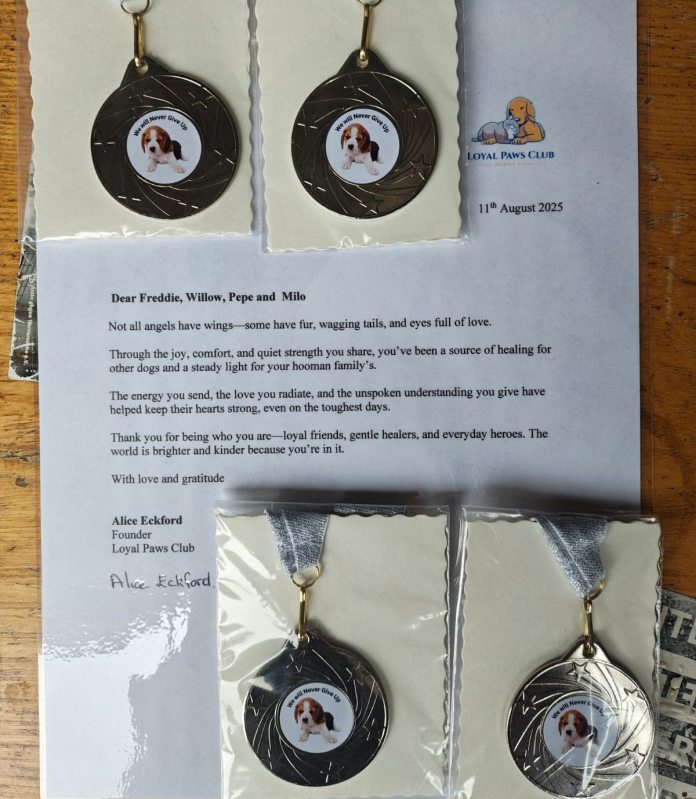 We will Never Give Up
We will Never Give Up
LOYAL PAWS CLUB
11th August 2025
Dear Freddie, Willow, Pepe and Milo
Not all angels have wings—some have fur, wagging tails, and eyes full of love.
Through the joy, comfort, and quiet strength you share, you've been a source of healing for
other dogs and a steady light for your hooman family's.
The energy you send, the love you radiate, and the unspoken understanding you give have
helped keep their hearts strong, even on the toughest days.
Thank you for being who you are—loyal friends, gentle healers, and everyday heroes. The
world is brighter and kinder because you're in it.
With love and gratitude
Alice Eckford
Founder
Loyal Paws Club
Alice Eckford
We will Never Give Up
We will Never Give Up